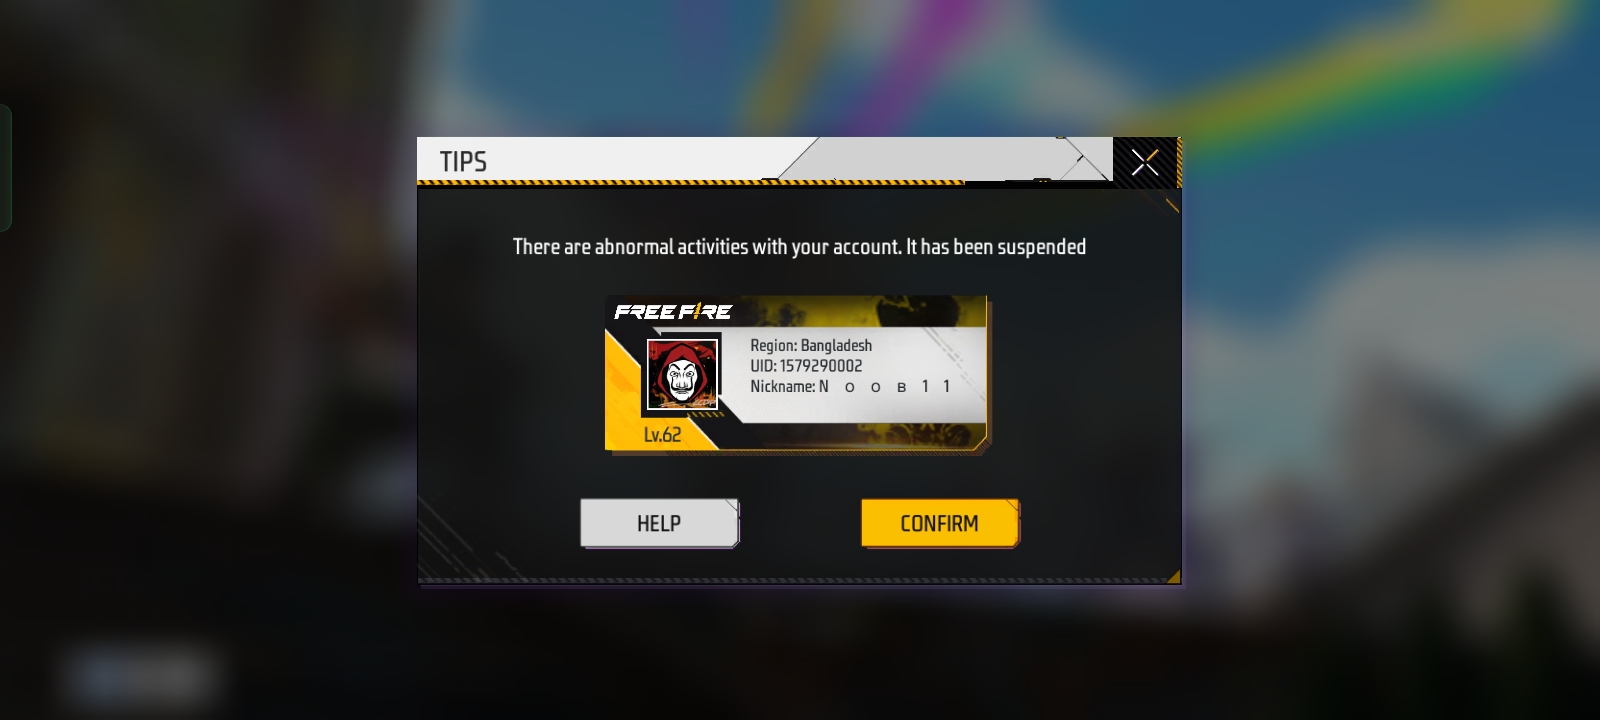 TIPS
There are abnormal activities with your account. It has been suspended
FREE FIRE
Region: Bangladesh
UID: 1579290002
Nickname: N ᴏ ᴏ ʙ 1 1
Lv.62
HELP
CONFIRM